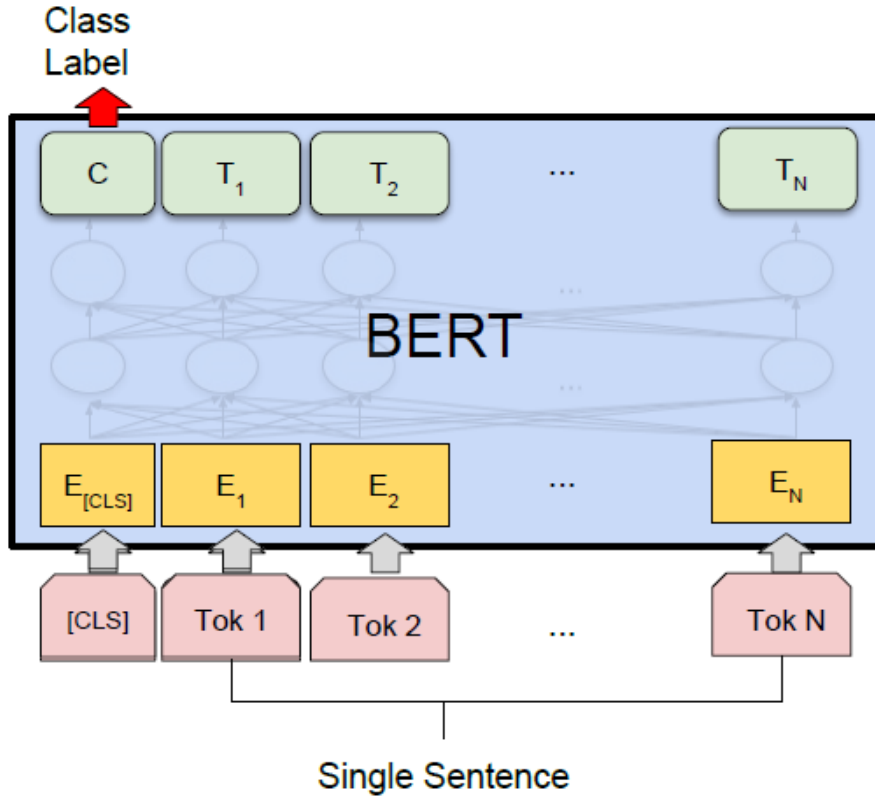 Class
Label
C T1 T2 ... TN
...
BERT
...
E[CLS] E1 E2 ... EN
[CLS] Tok 1 Tok 2 ... Tok N
Single Sentence